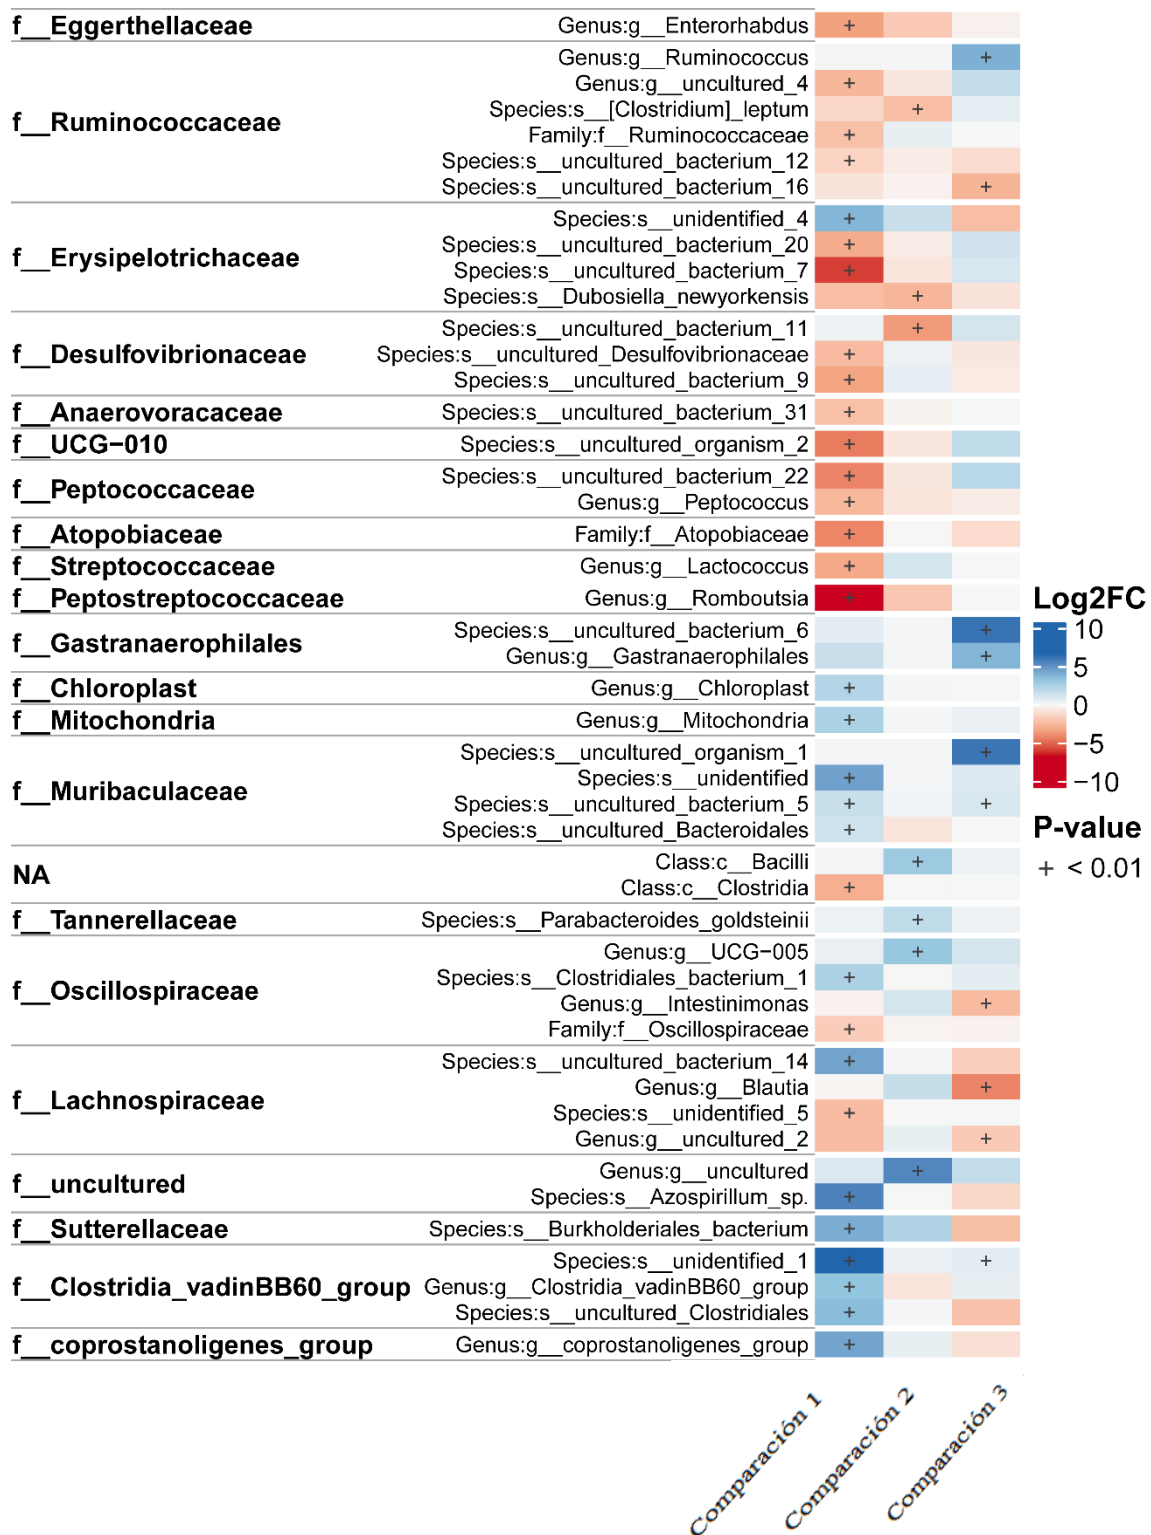 f__Eggerthellaceae Genus:g__Enterorhabdus +
Genus:g__Ruminococcus +
Genus:g__uncultured_4 +
Species:s__[Clostridium]_leptum +
f__Ruminococcaceae
Family:f__Ruminococcaceae +
Species:s__uncultured_bacterium_12 +
Species:s__uncultured_bacterium_16 +
Species:s__unidentified_4 +
Species:s__uncultured_bacterium_20 +
f__Erysipelotrichaceae
Species:s__uncultured_bacterium_7 +
Species:s__Dubosiella_newyorkensis +
Species:s__uncultured_bacterium_11 +
f__Desulfovibrionaceae Species:s__uncultured_Desulfovibrionaceae +
Species:s__uncultured_bacterium_9 +
f__Anaerovoracaceae Species:s__uncultured_bacterium_31 +
f__UCG−010 Species:s__uncultured_organism_2 +
Species:s__uncultured_bacterium_22 +
f__Peptococcaceae
Genus:g__Peptococcus +
f__Atopobiaceae Family:f__Atopobiaceae +
f__Streptococcaceae Genus:g__Lactococcus +
f__Peptostreptococcaceae Genus:g__Romboutsia +
Species:s__uncultured_bacterium_6 +
f__Gastranaerophilales
Genus:g__Gastranaerophilales +
f__Chloroplast Genus:g__Chloroplast +
f__Mitochondria Genus:g__Mitochondria +
Species:s__uncultured_organism_1 +
Species:s__unidentified +
f__Muribaculaceae
Species:s__uncultured_bacterium_5 + +
Species:s__uncultured_Bacteroidales +
Class:c__Bacilli +
NA
Class:c__Clostridia +
f__Tannerellaceae Species:s__Parabacteroides_goldsteinii +
Genus:g__UCG−005 +
Species:s__Clostridiales_bacterium_1 +
f__Oscillospiraceae
Genus:g__Intestinimonas +
Family:f__Oscillospiraceae +
Species:s__uncultured_bacterium_14 +
Genus:g__Blautia +
f__Lachnospiraceae
Species:s__unidentified_5 +
Genus:g__uncultured_2 +
Genus:g__uncultured +
f__uncultured
Species:s__Azospirillum_sp. +
f__Sutterellaceae Species:s__Burkholderiales_bacterium +
Species:s__unidentified_1 + +
f__Clostridia_vadinBB60_group Genus:g__Clostridia_vadinBB60_group +
Species:s__uncultured_Clostridiales +
f__coprostanoligenes_group Genus:g__coprostanoligenes_group +
Comparación 1
Comparación 2
Comparación 3
Log2FC
10
5
0
−5
−10
P-value
+ < 0.01